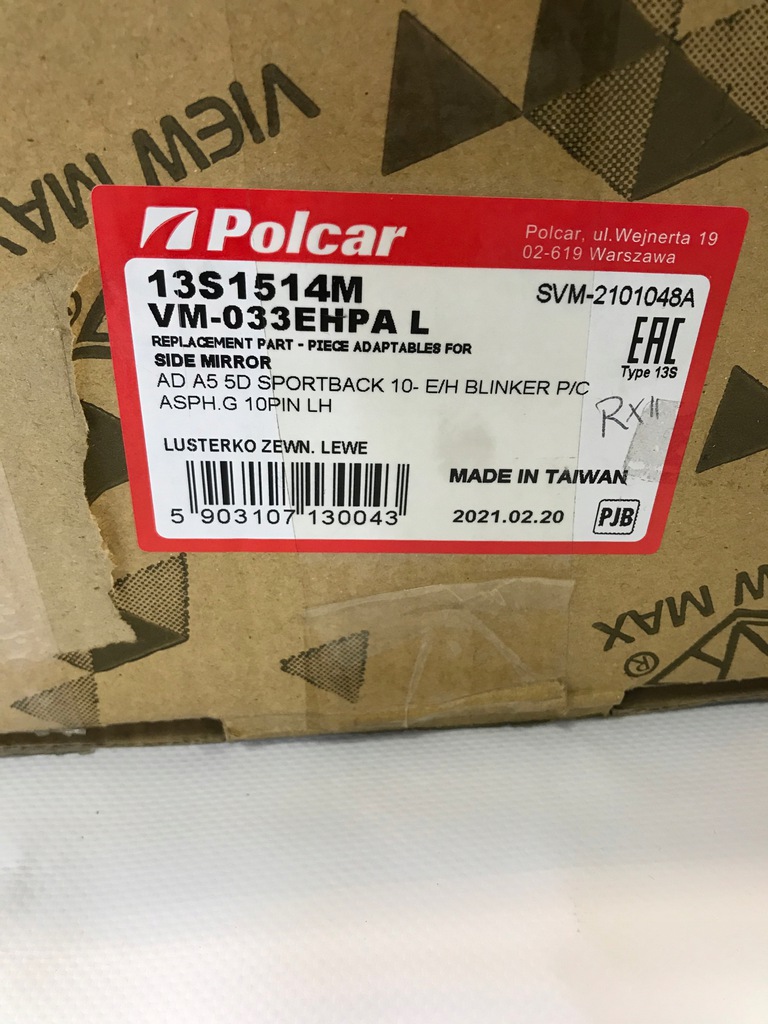 VIEW MAX
Polcar
Polcar, ul.Wejnerta 19
02-619 Warszawa
13S1514M
SVM-2101048A
VM-033EHPA L
REPLACEMENT PART - PIECE ADAPTABLES FOR
EAC
SIDE MIRROR
Type 13S
AD A5 5D SPORTBACK 10- E/H BLINKER P/C
ASPH.G 10PIN LH
RX11
LUSTERKO ZEWN. LEWE
MADE IN TAIWAN
5 903107 130043
2021.02.20
PJB
VIEW MAX
®